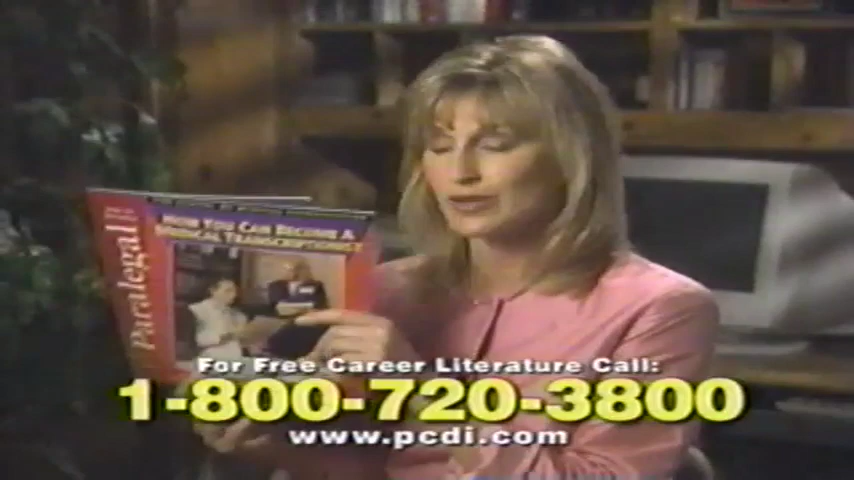 Paralegal
HOW YOU CAN BECOME A
MEDICAL TRANSCRIPTIONIST
For Free Career Literature Call:
1-800-720-3800
www.pcdi.com